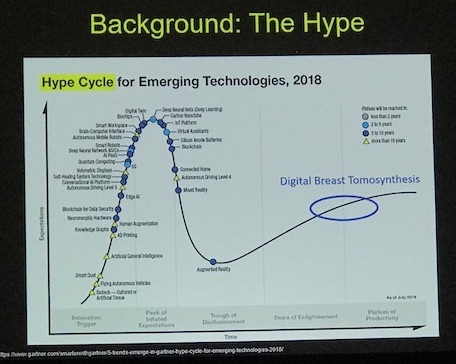 Background: The Hype
Hype Cycle for Emerging Technologies, 2018
Digital Twin
Biochips
Smart Workspace
Brain-Computer Interface
Autonomous Mobile Robots
Smart Robots
Deep Neural Network ASICs
AI PaaS
Quantum Computing
5G
Volumetric Displays
Self-Healing System Technology
Conversational AI Platform
Autonomous Driving Level 5
Edge AI
Blockchain for Data Security
Neuromorphic Hardware
Human Augmentation
Knowledge Graphs
4D Printing
Artificial General Intelligence
Smart Dust
Flying Autonomous Vehicles
Biotech — Cultured or
Artificial Tissue
Deep Neural Nets (Deep Learning)
Carbon Nanotube
IoT Platform
Virtual Assistants
Silicon Anode Batteries
Blockchain
Connected Home
Autonomous Driving Level 4
Mixed Reality
Augmented Reality
Plateau will be reached:
less than 2 years
2 to 5 years
5 to 10 years
more than 10 years
Digital Breast Tomosynthesis
Expectations
As of July 2018
Innovation
Trigger
Peak of
Inflated
Expectations
Trough of
Disillusionment
Slope of Enlightenment
Plateau of
Productivity
Time
ttps://www.gartner.com/smarterwithgartner/5-trends-emerge-in-gartner-hype-cycle-for-emerging-technologies-2018/